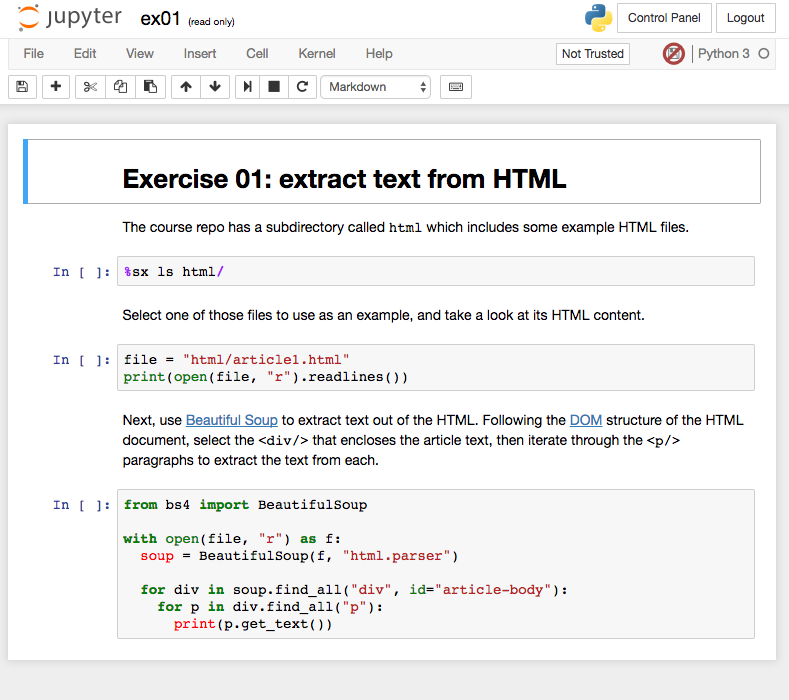 jupyter ex01 (read only) Control Panel Logout
File Edit View Insert Cell Kernel Help Not Trusted Python 3
Markdown
Exercise 01: extract text from HTML
The course repo has a subdirectory called html which includes some example HTML files.
In [ ]: %sx ls html/
Select one of those files to use as an example, and take a look at its HTML content.
In [ ]: file = "html/article1.html"
print(open(file, "r").readlines())
Next, use Beautiful Soup to extract text out of the HTML. Following the DOM structure of the HTML
document, select the <div/> that encloses the article text, then iterate through the <p/>
paragraphs to extract the text from each.
In [ ]: from bs4 import BeautifulSoup
with open(file, "r") as f:
soup = BeautifulSoup(f, "html.parser")
for div in soup.find_all("div", id="article-body"):
for p in div.find_all("p"):
print(p.get_text())